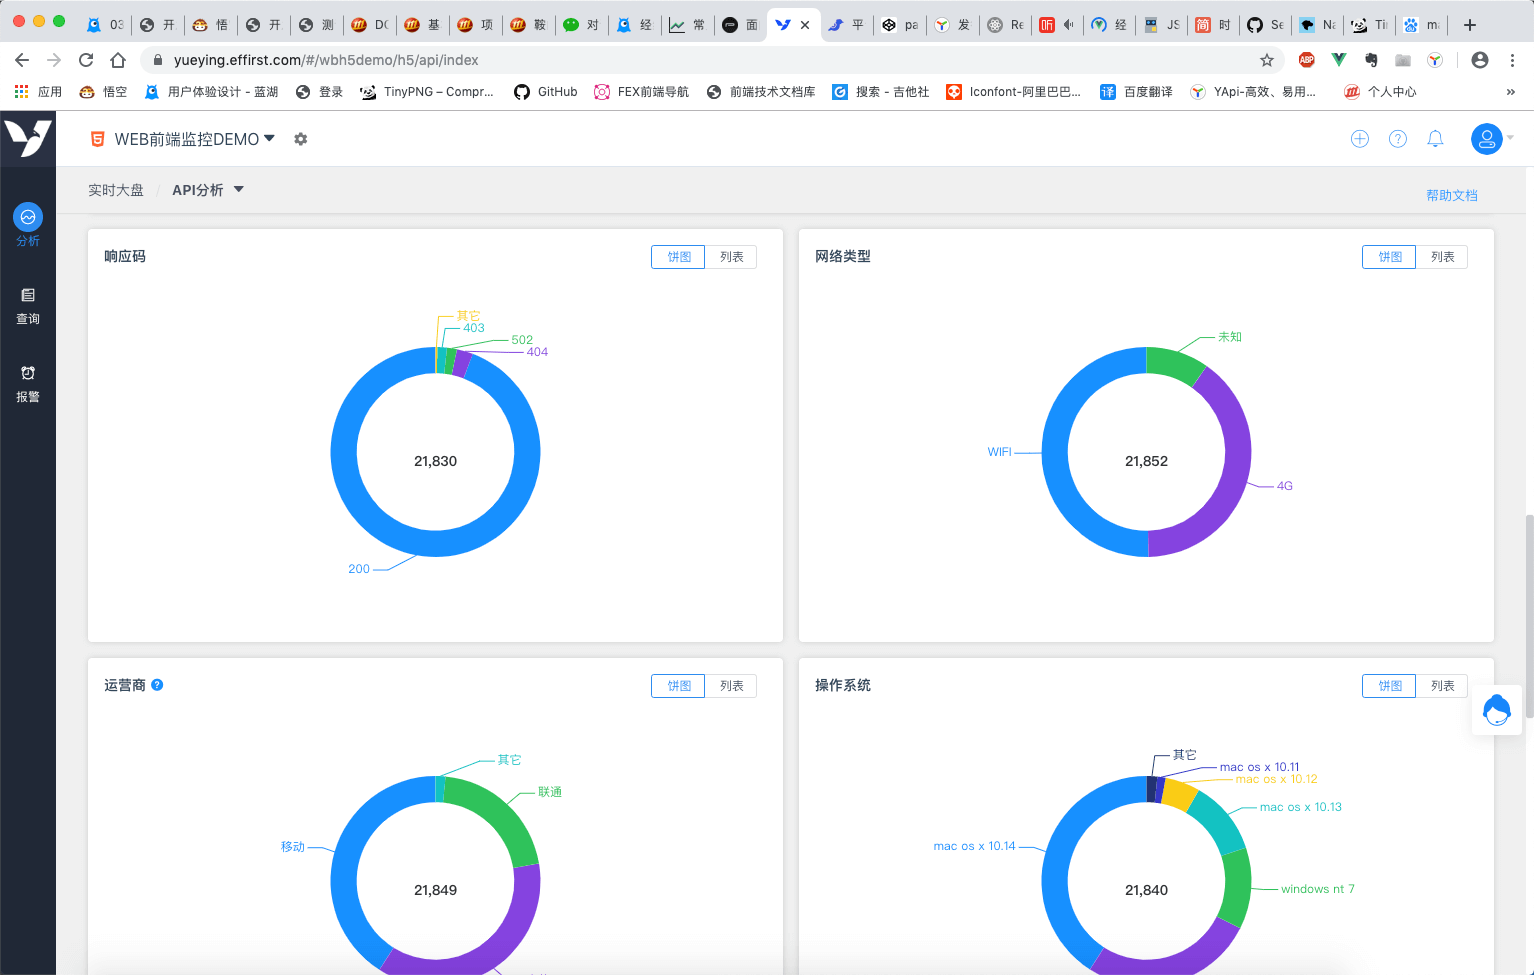 03
开
悟
开
测
DC
基
项
鞍
对
经
常
面
平
pa
发
Re
听
经
JS
简
时
Se
Na
Ti
ma
yueying.effirst.com/#/wbh5demo/h5/api/index
ABP
应用
悟空
用户体验设计 - 蓝湖
登录
TinyPNG – Compr...
GitHub
FEX前端导航
前端技术文档库
搜索 - 吉他社
Iconfont-阿里巴巴...
译 百度翻译
YApi-高效、易用...
个人中心
»
WEB前端监控DEMO
实时大盘 / API分析
帮助文档
分析
查询
报警
响应码
饼图 列表
其它
403
502
404
21,830
200
网络类型
饼图 列表
未知
WIFI
21,852
4G
运营商
饼图 列表
其它
联通
移动
21,849
操作系统
饼图 列表
其它
mac os x 10.11
mac os x 10.12
mac os x 10.13
mac os x 10.14
windows nt 7
21,840